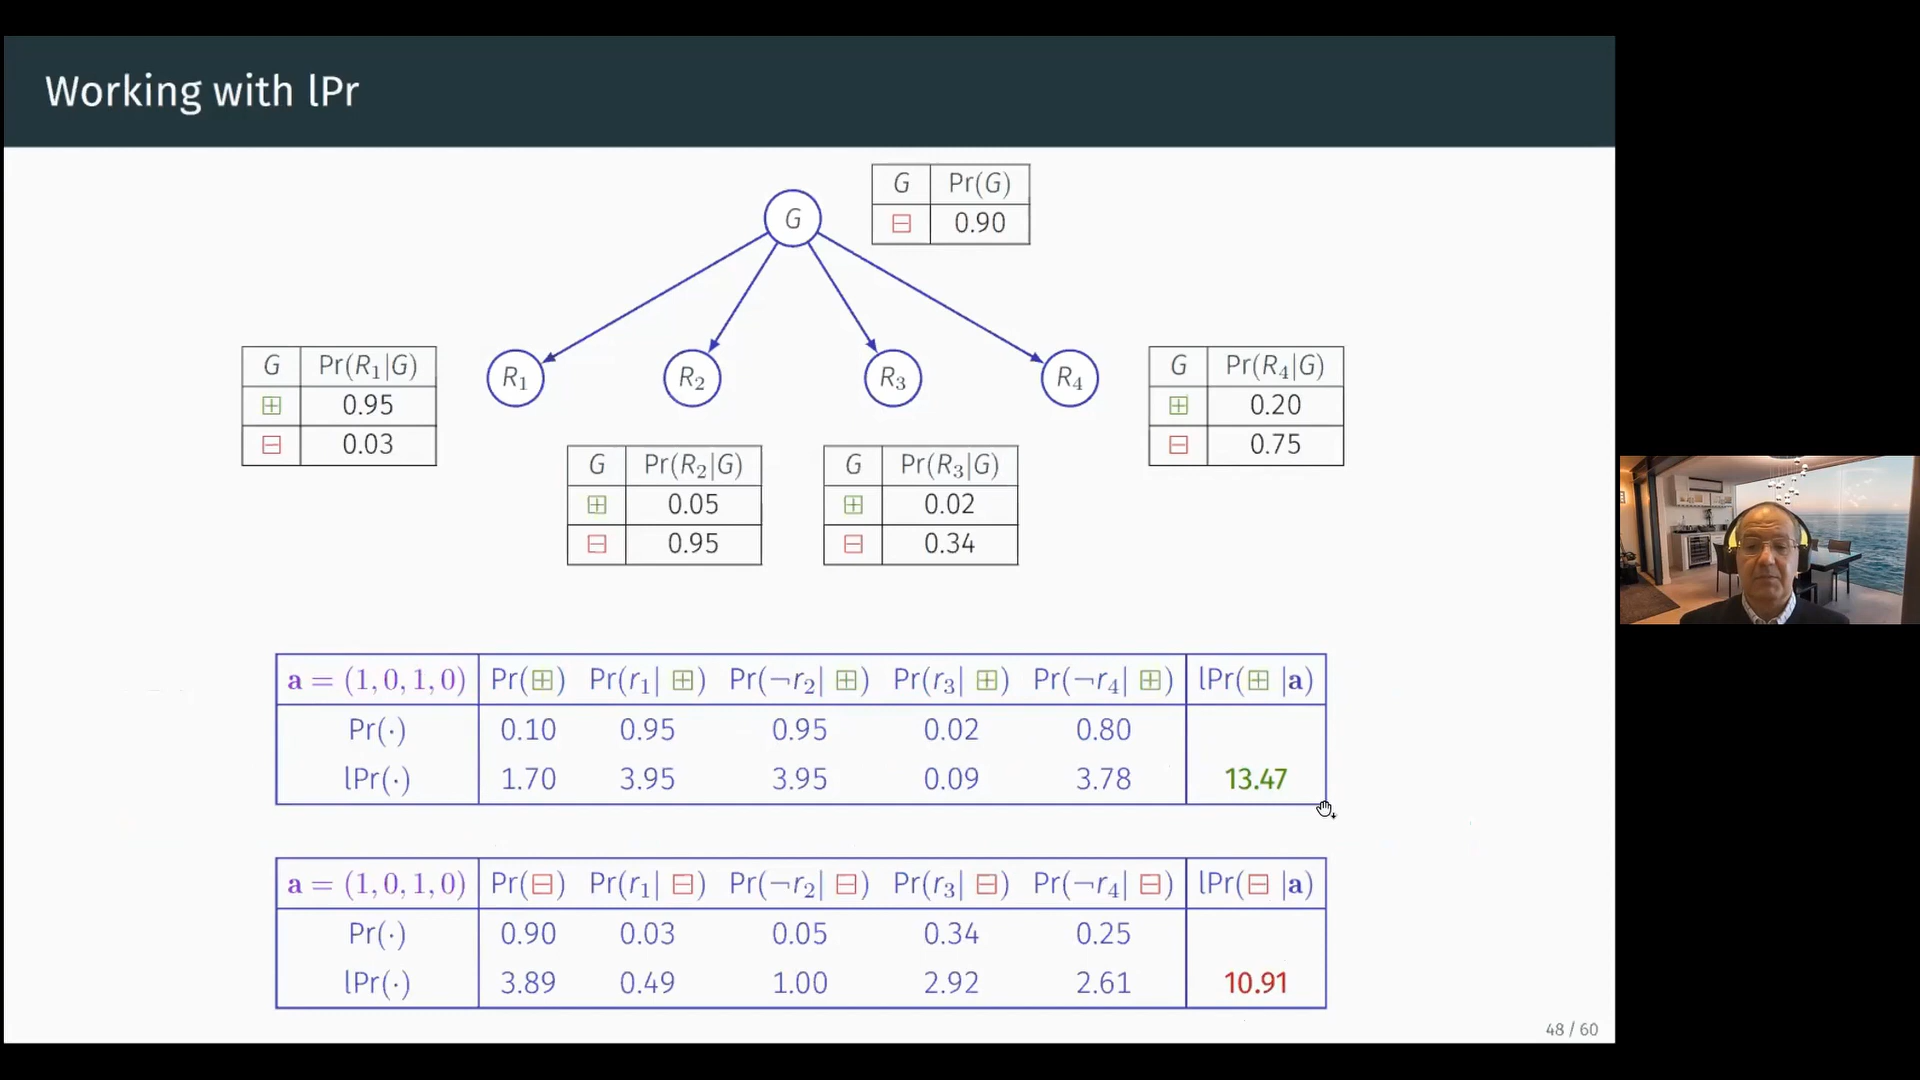 Working with lPr
G Pr(G)
⊟ 0.90
G
G Pr(R₁|G)
⊞ 0.95
⊟ 0.03
R₁ R₂ R₃ R₄
G Pr(R₄|G)
⊞ 0.20
⊟ 0.75
G Pr(R₂|G)
⊞ 0.05
⊟ 0.95
G Pr(R₃|G)
⊞ 0.02
⊟ 0.34
a = (1, 0, 1, 0) Pr(⊞) Pr(r₁| ⊞) Pr(¬r₂| ⊞) Pr(r₃| ⊞) Pr(¬r₄| ⊞) lPr(⊞ |a)
Pr(·) 0.10 0.95 0.95 0.02 0.80
lPr(·) 1.70 3.95 3.95 0.09 3.78 13.47
a = (1, 0, 1, 0) Pr(⊟) Pr(r₁| ⊟) Pr(¬r₂| ⊟) Pr(r₃| ⊟) Pr(¬r₄| ⊟) lPr(⊟ |a)
Pr(·) 0.90 0.03 0.05 0.34 0.25
lPr(·) 3.89 0.49 1.00 2.92 2.61 10.91
48 / 60